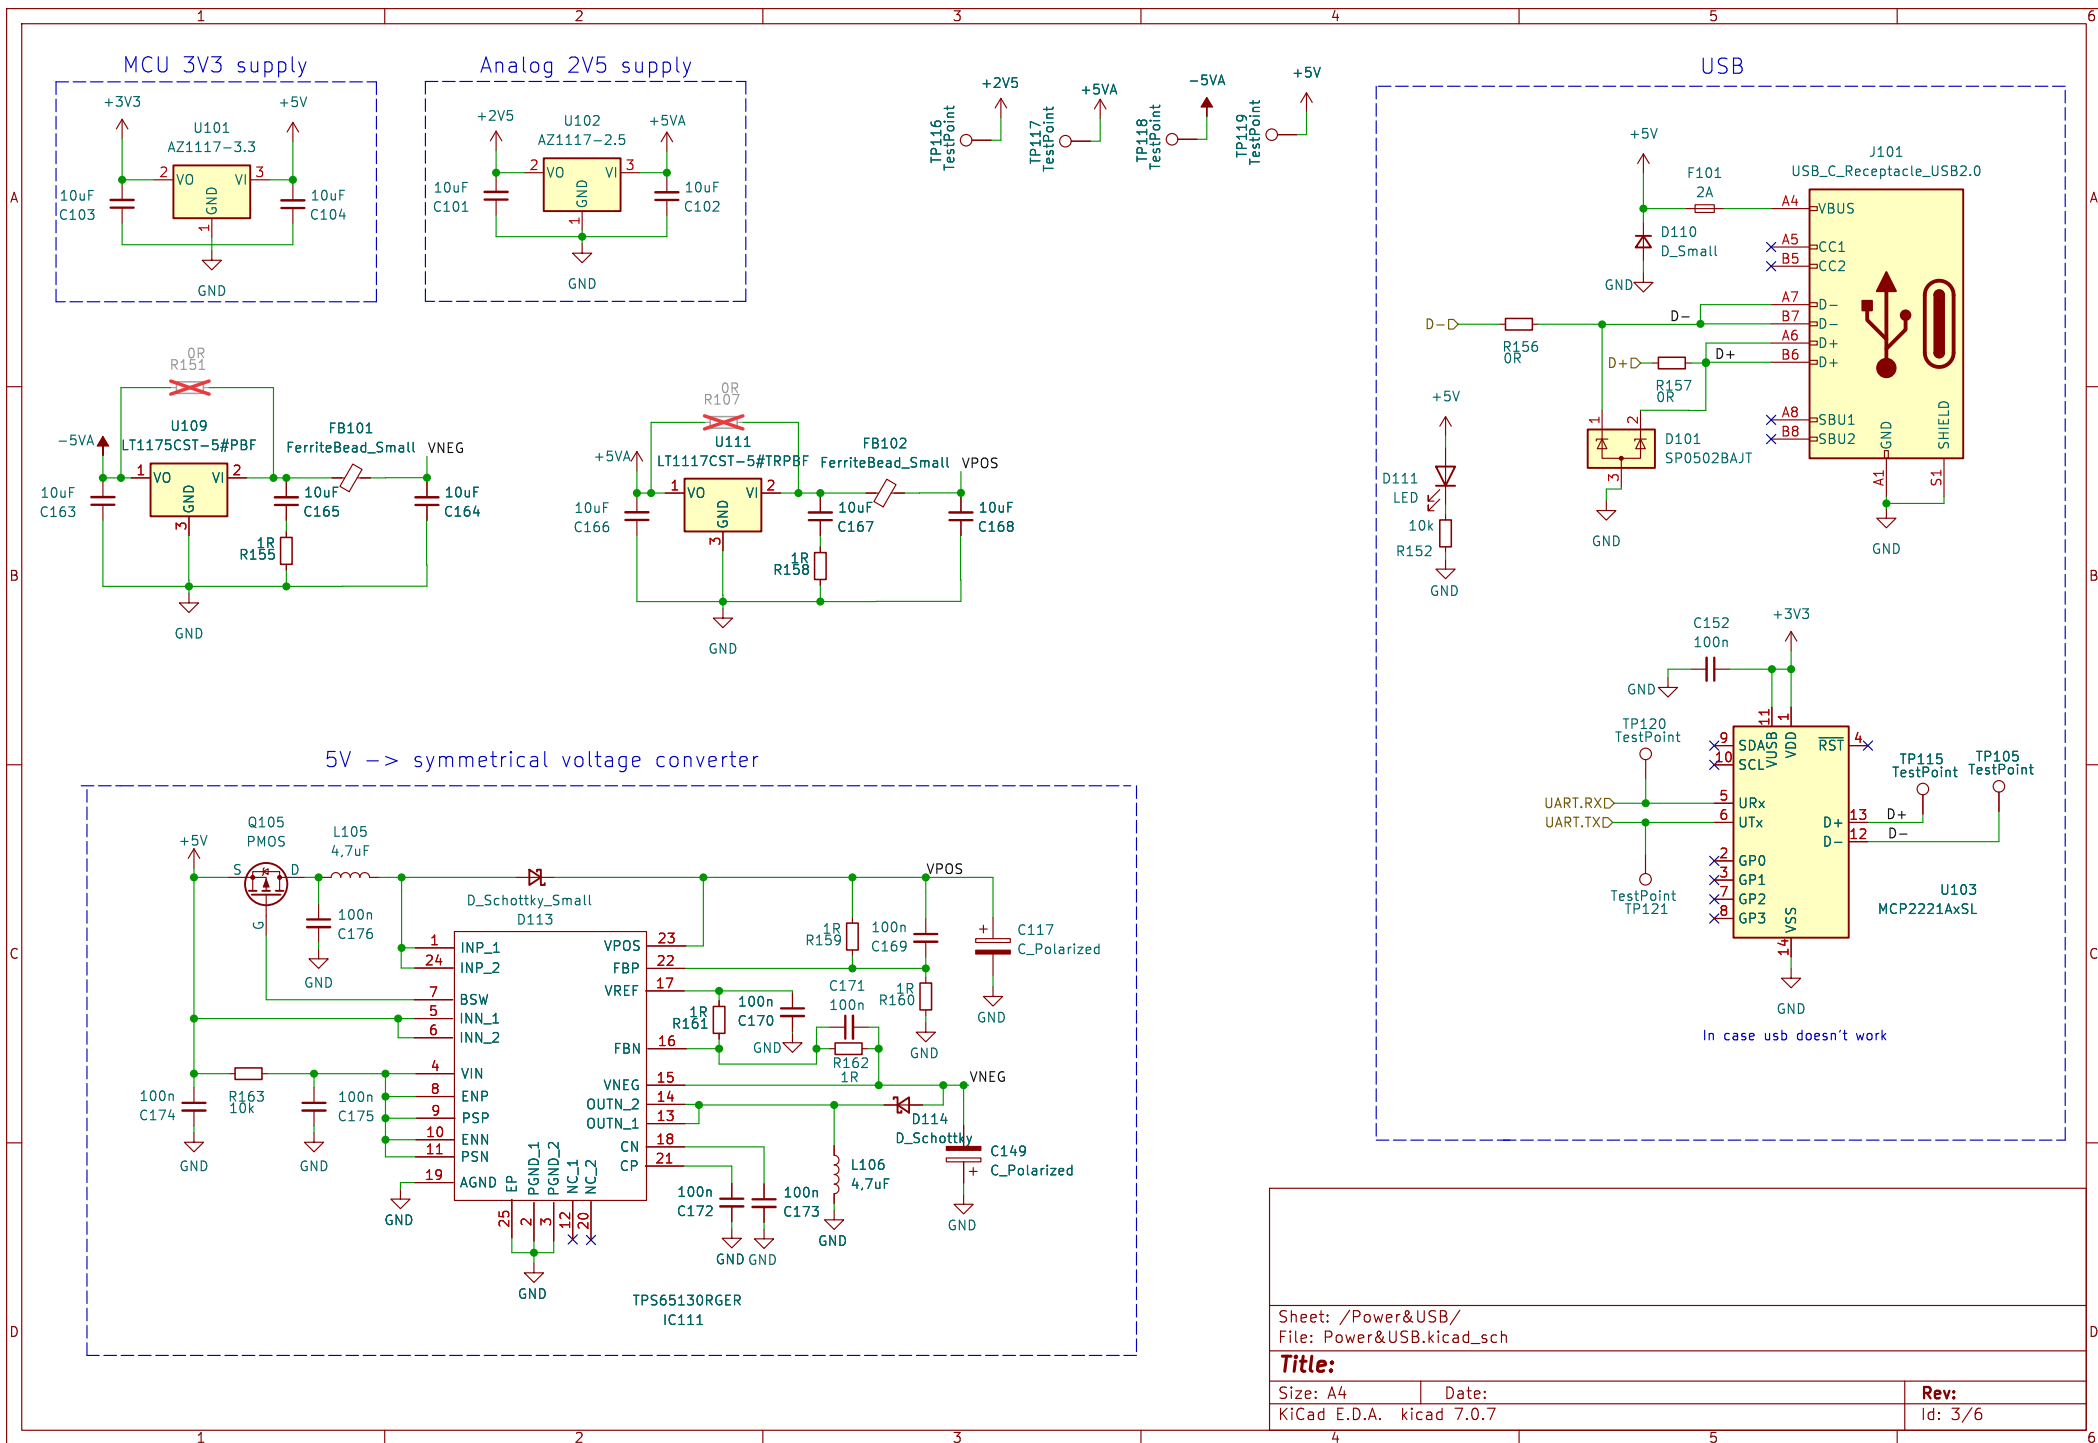 1 2 3 4 5 6
A
B
C
D
MCU 3V3 supply
+3V3
+5V
U101
AZ1117-3.3
2 VO
VI 3
GND
1
10uF
C103
10uF
C104
GND
Analog 2V5 supply
+2V5
+5VA
U102
AZ1117-2.5
2 VO
VI 3
GND
1
10uF
C101
10uF
C102
GND
+2V5
TP116
TestPoint
+5VA
TP117
TestPoint
-5VA
TP118
TestPoint
+5V
TP119
TestPoint
0R
R151
U109
LT1175CST-5#PBF
-5VA
1 VO
VI 2
GND
3
10uF
C163
10uF
C165
1R
R155
FB101
FerriteBead_Small
VNEG
10uF
C164
GND
0R
R107
U111
LT1117CST-5#TRPBF
+5VA
1 VO
VI 2
GND
3
10uF
C166
10uF
C167
1R
R158
FB102
FerriteBead_Small
VPOS
10uF
C168
GND
USB
+5V
F101
2A
D110
D_Small
GND
J101
USB_C_Receptacle_USB2.0
A4 VBUS
A5 CC1
B5 CC2
A7 D-
B7 D-
A6 D+
B6 D+
A8 SBU1
B8 SBU2
GND
SHIELD
A1
S1
GND
D-
R156
0R
D-
D+
R157
0R
D+
1
2
3
D101
SP0502BAJT
GND
+5V
D111
LED
10k
R152
GND
C152
100n
+3V3
GND
TP120
TestPoint
UART.RX
UART.TX
TestPoint
TP121
11
1
VUSB
VDD
9 SDA
10 SCL
5 URx
6 UTx
2 GP0
3 GP1
7 GP2
8 GP3
RST 4
D+ 13
D- 12
VSS
14
D+
D-
TP115
TestPoint
TP105
TestPoint
U103
MCP2221AxSL
GND
In case usb doesn't work
5V -> symmetrical voltage converter
+5V
Q105
PMOS
S
D
G
L105
4,7uF
100n
C176
GND
D_Schottky_Small
D113
1 INP_1
24 INP_2
7 BSW
5 INN_1
6 INN_2
4 VIN
8 ENP
9 PSP
10 ENN
11 PSN
19 AGND
VPOS 23
FBP 22
VREF 17
FBN 16
VNEG 15
OUTN_2 14
OUTN_1 13
CN 18
CP 21
EP
PGND_1
PGND_2
NC_1
NC_2
25
2
3
12
20
GND
GND
100n
C174
GND
R163
10k
100n
C175
GND
VPOS
1R
R159
100n
C169
C117
C_Polarized
+
GND
1R
R160
GND
1R
R161
100n
C170
GND
C171
100n
R162
1R
VNEG
D114
D_Schottky
C149
C_Polarized
+
GND
L106
4,7uF
GND
100n
C172
GND
100n
C173
GND
TPS65130RGER
IC111
Sheet: /Power&USB/
File: Power&USB.kicad_sch
Title:
Size: A4
Date:
Rev:
KiCad E.D.A. kicad 7.0.7
Id: 3/6
A
B
C
D
1 2 3 4 5 6